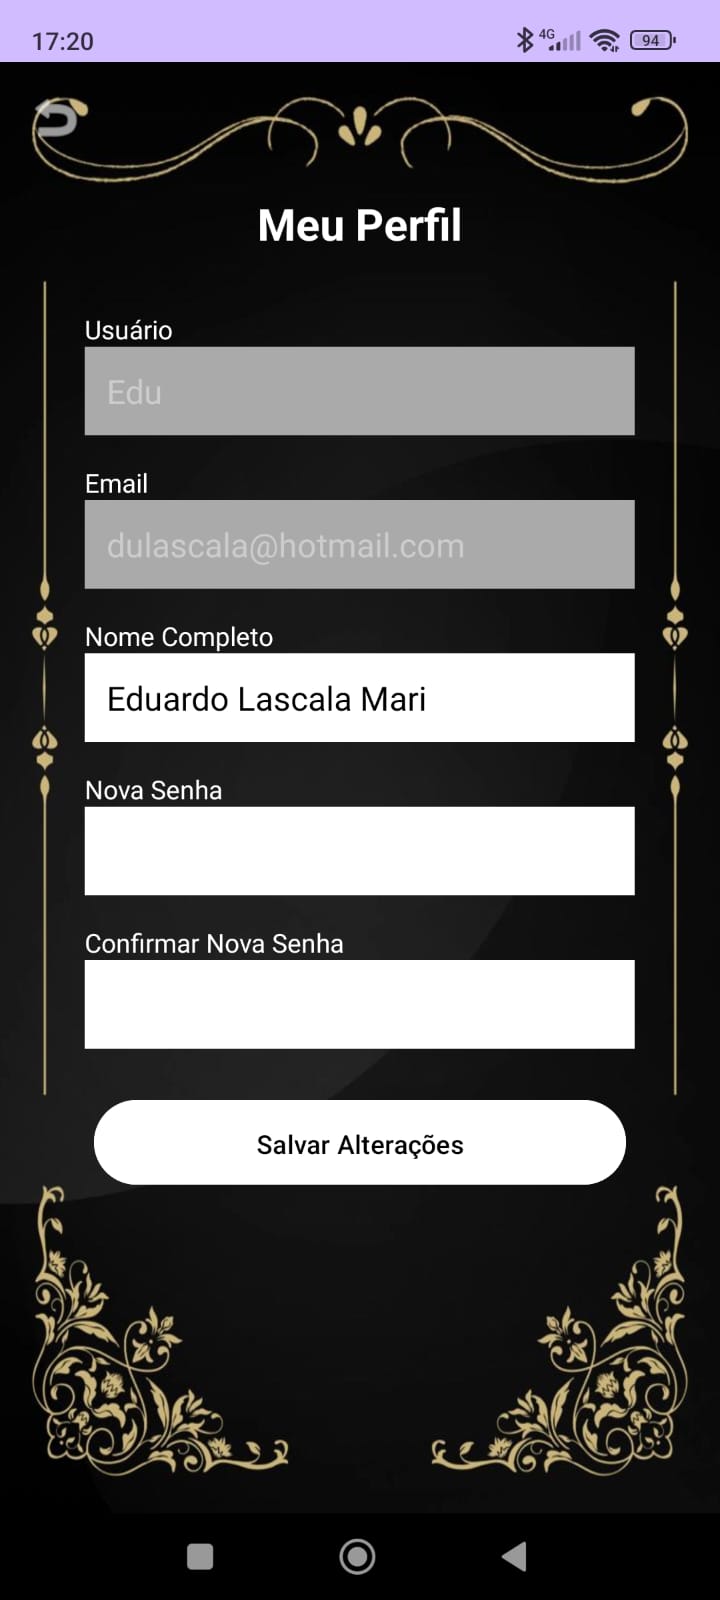 17:20
4G
94
Meu Perfil
Usuário
Edu
Email
dulascala@hotmail.com
Nome Completo
Eduardo Lascala Mari
Nova Senha
Confirmar Nova Senha
Salvar Alterações